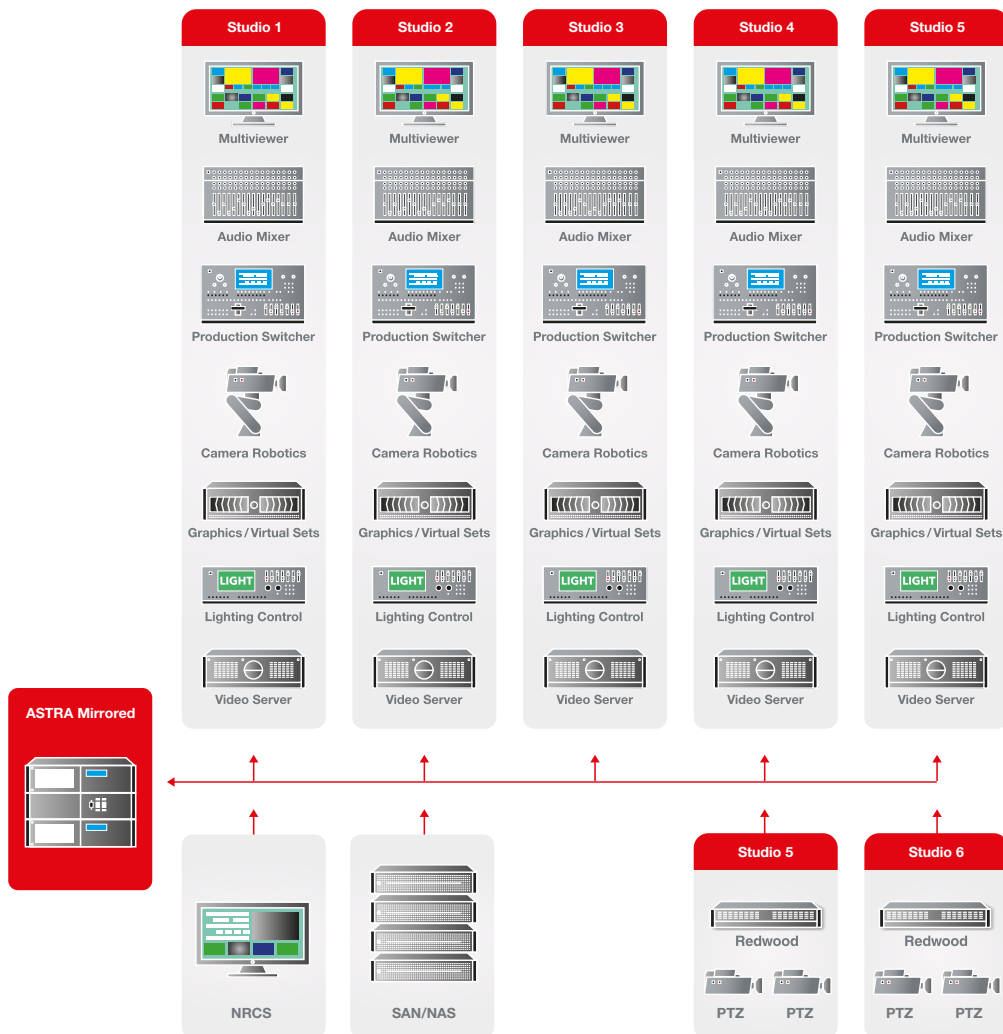 Studio 1
Studio 2
Studio 3
Studio 4
Studio 5
Multiviewer
Multiviewer
Multiviewer
Multiviewer
Multiviewer
Audio Mixer
Audio Mixer
Audio Mixer
Audio Mixer
Audio Mixer
Production Switcher
Production Switcher
Production Switcher
Production Switcher
Production Switcher
Camera Robotics
Camera Robotics
Camera Robotics
Camera Robotics
Camera Robotics
Graphics / Virtual Sets
Graphics / Virtual Sets
Graphics / Virtual Sets
Graphics / Virtual Sets
Graphics / Virtual Sets
LIGHT
LIGHT
LIGHT
LIGHT
LIGHT
Lighting Control
Lighting Control
Lighting Control
Lighting Control
Lighting Control
Video Server
Video Server
Video Server
Video Server
Video Server
ASTRA Mirrored
Studio 5
Studio 6
Redwood
Redwood
NRCS
SAN/NAS
PTZ
PTZ
PTZ
PTZ